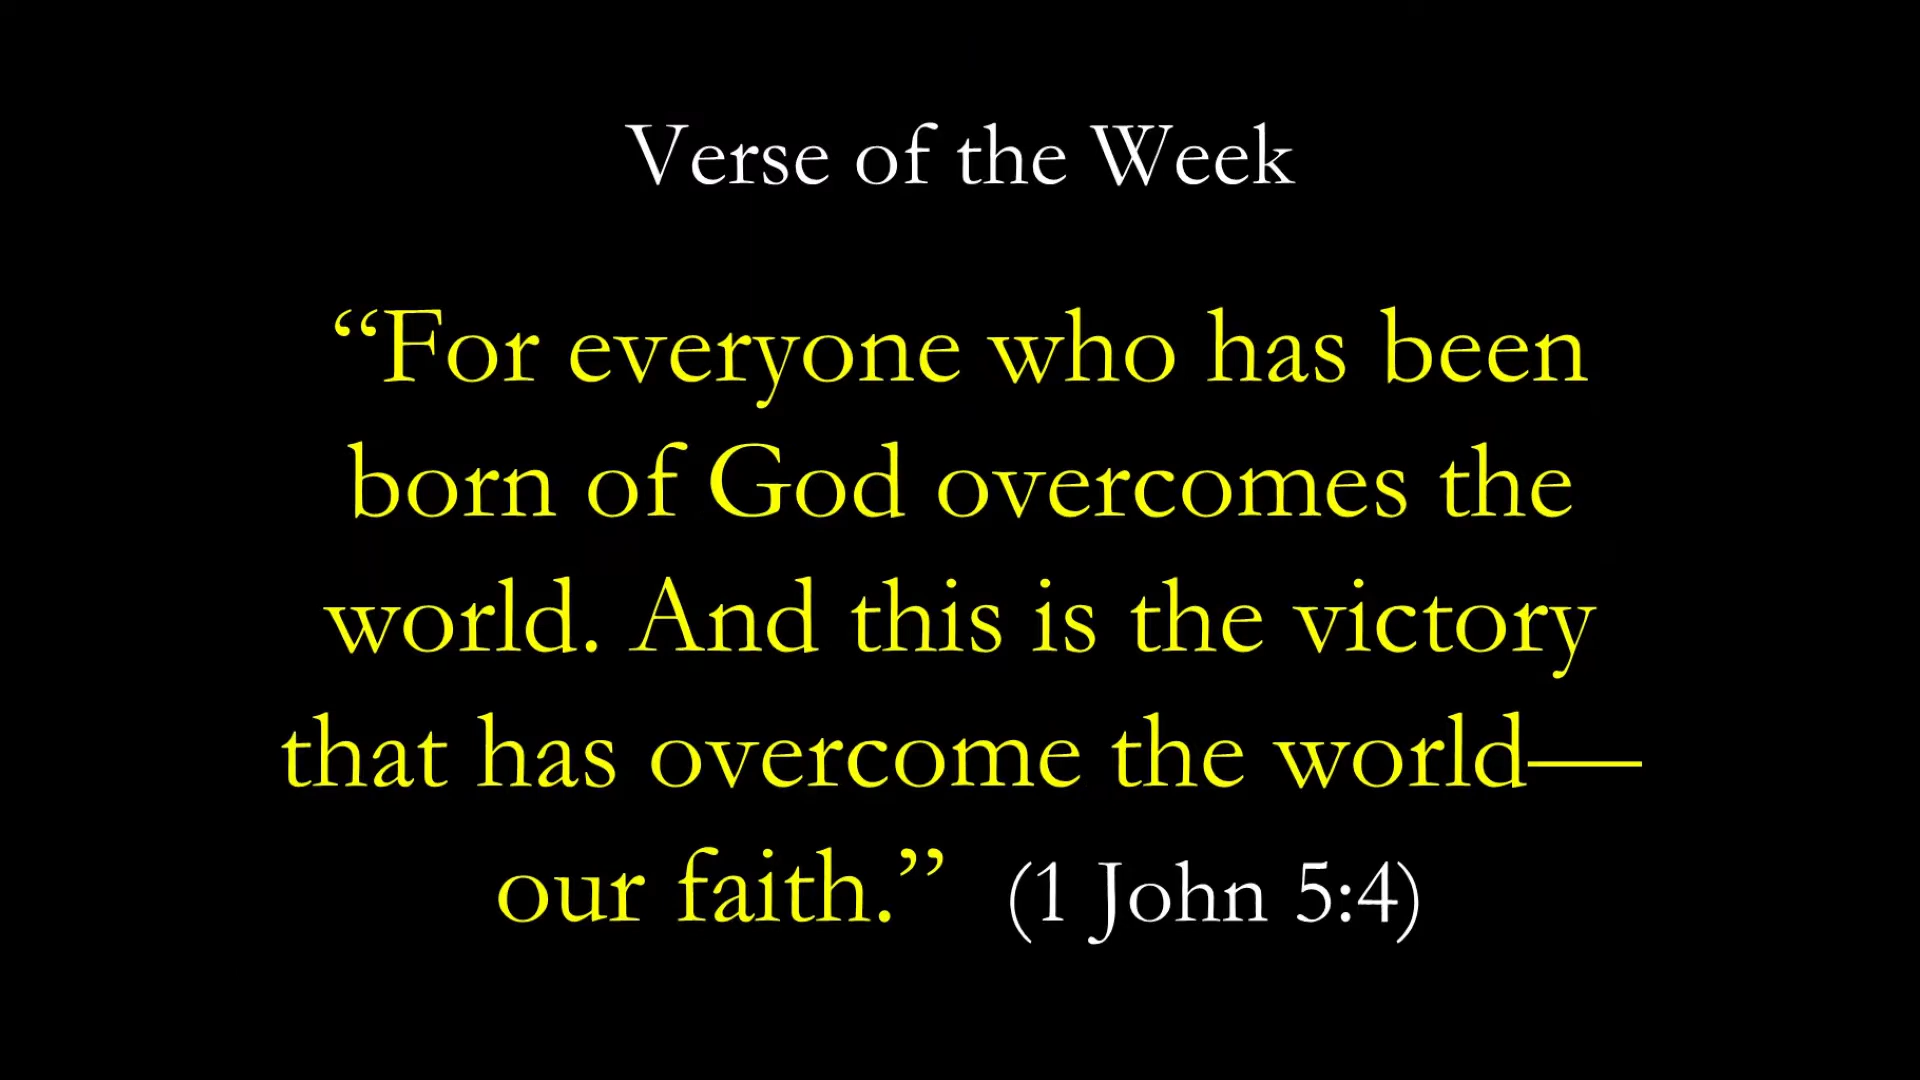 Verse of the Week
“For everyone who has been
born of God overcomes the
world. And this is the victory
that has overcome the world—
our faith.” (1 John 5:4)